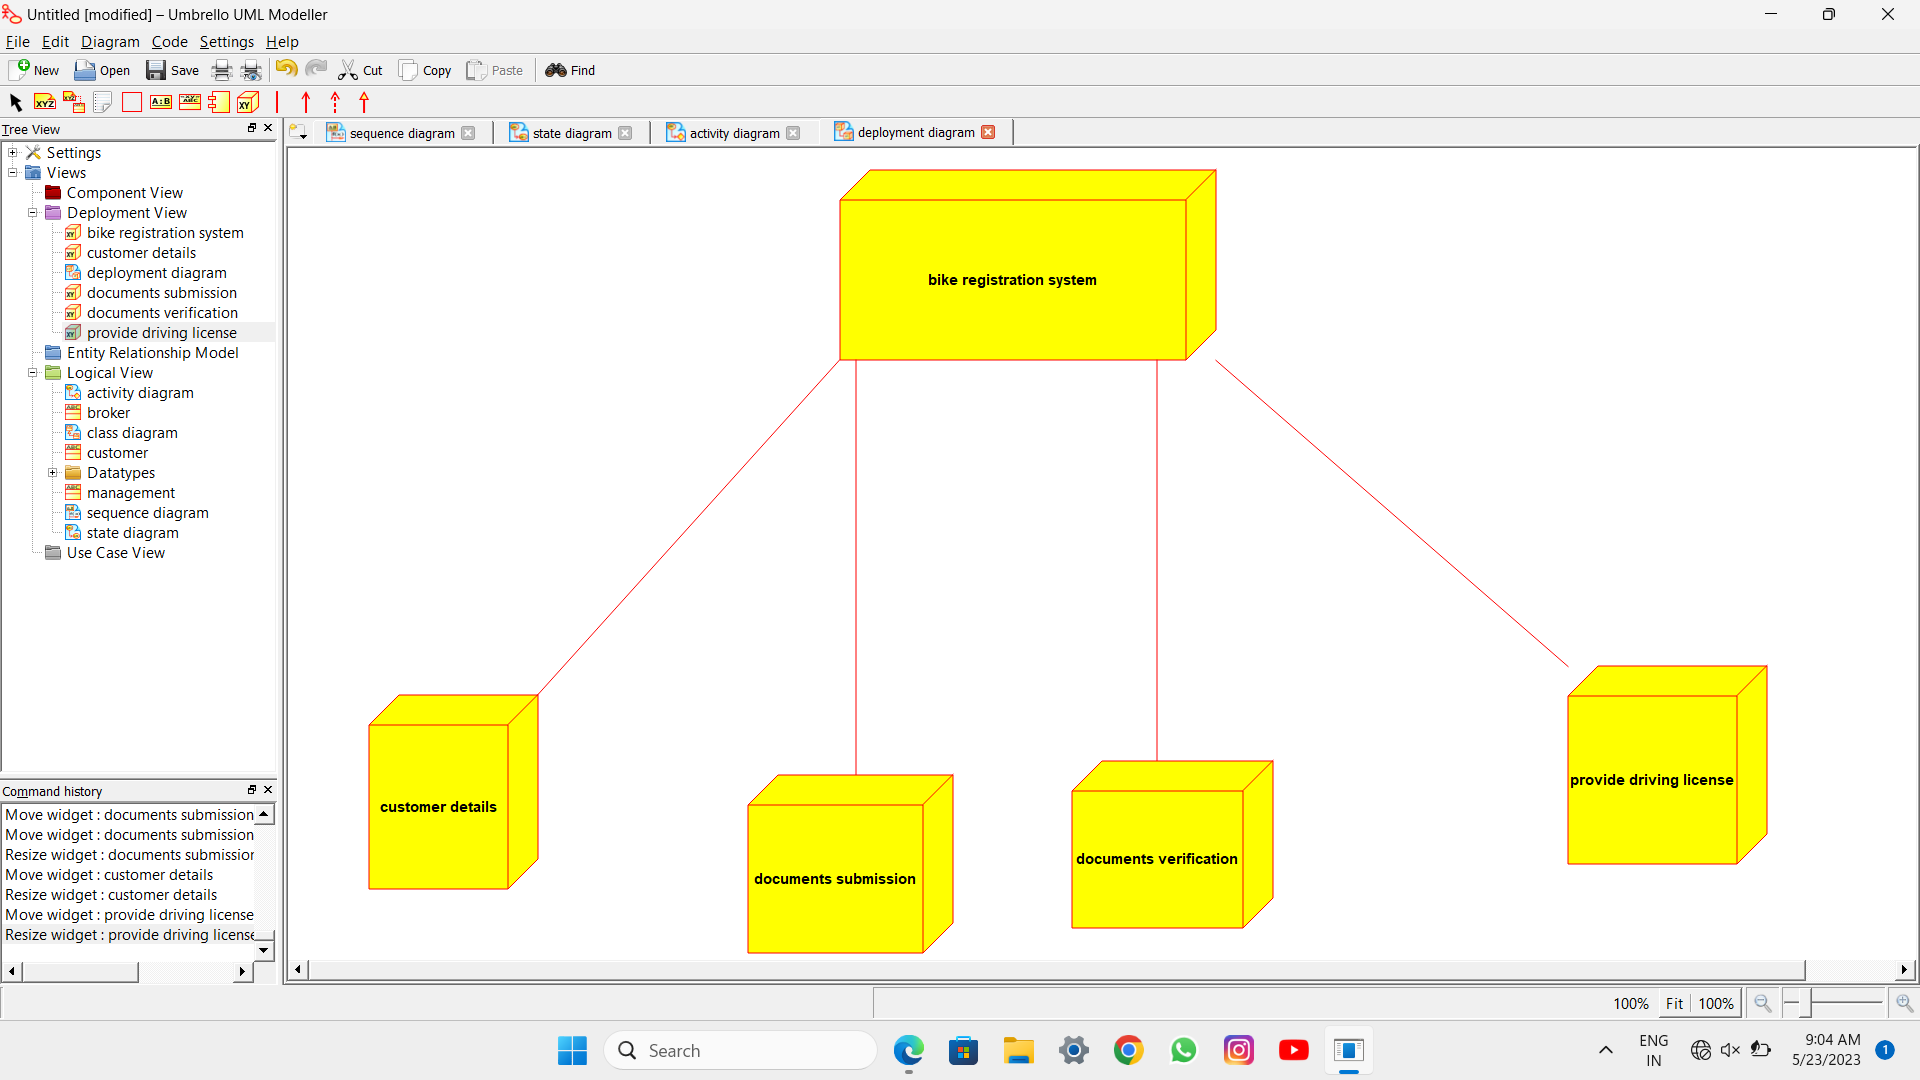 Untitled [modified] – Umbrello UML Modeller
File Edit Diagram Code Settings Help
New Open Save Cut Copy Paste Find
Tree View
sequence diagram state diagram activity diagram deployment diagram
Settings
Views
Component View
Deployment View
bike registration system
customer details
deployment diagram
documents submission
documents verification
provide driving license
Entity Relationship Model
Logical View
activity diagram
broker
class diagram
customer
Datatypes
management
sequence diagram
state diagram
Use Case View
bike registration system
customer details
documents submission
documents verification
provide driving license
Command history
Move widget : documents submission
Move widget : documents submission
Resize widget : documents submission
Move widget : customer details
Resize widget : customer details
Move widget : provide driving license
Resize widget : provide driving license
100% Fit 100%
Search
ENG
IN
9:04 AM
5/23/2023
1